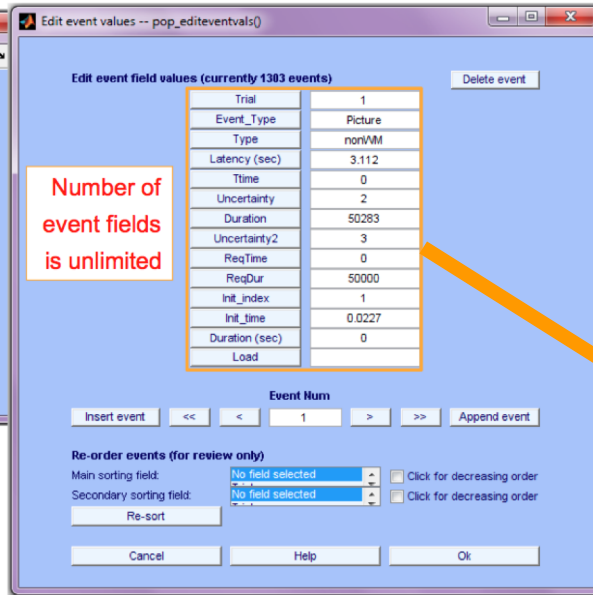 Edit event values -- pop_editeventvals()
Edit event field values (currently 1303 events)
Delete event
Trial 1
Event_Type Picture
Type nonWM
Latency (sec) 3.112
Ttime 0
Uncertainty 2
Duration 50283
Uncertainty2 3
ReqTime 0
ReqDur 50000
Init_index 1
Init_time 0.0227
Duration (sec) 0
Load
Number of
event fields
is unlimited
Event Num
Insert event << < 1 > >> Append event
Re-order events (for review only)
Main sorting field: No field selected Click for decreasing order
Secondary sorting field: No field selected Click for decreasing order
Re-sort
Cancel Help Ok